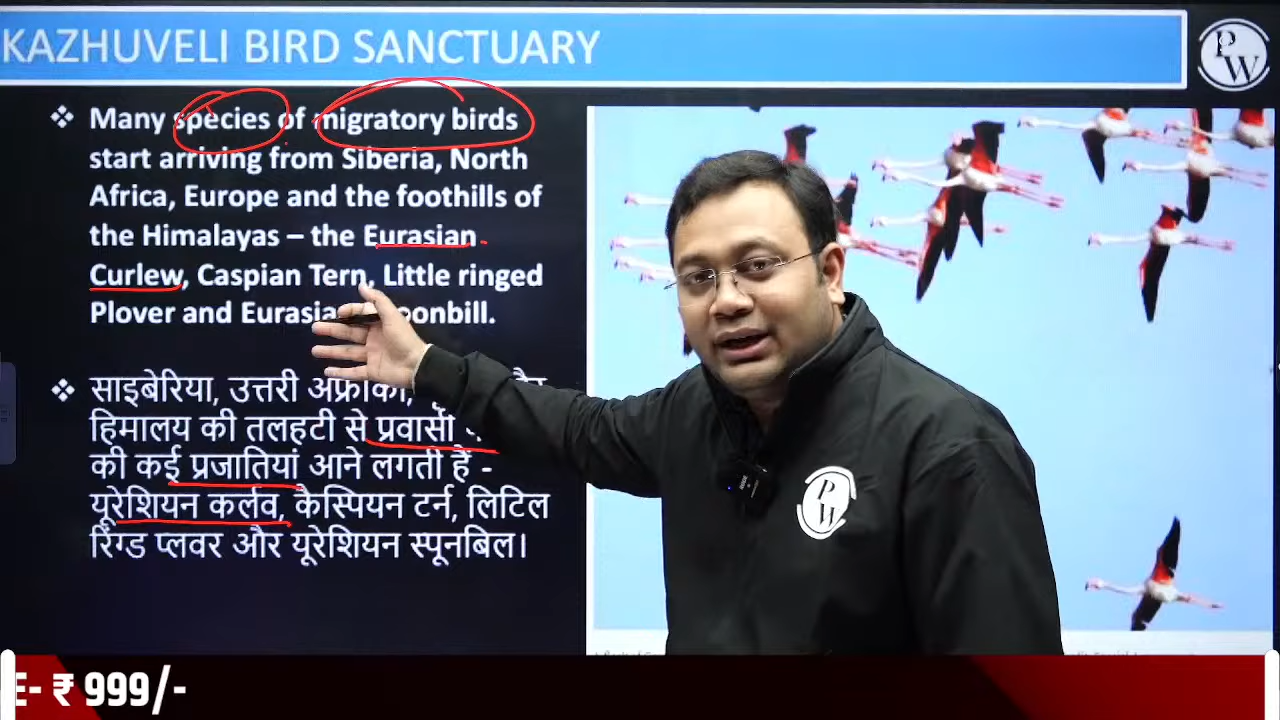 KAZHUVELI BIRD SANCTUARY
PW
❖ Many species of migratory birds
start arriving from Siberia, North
Africa, Europe and the foothills of
the Himalayas – the Eurasian
Curlew, Caspian Tern, Little ringed
Plover and
❖ साइबेरिया, उत्तरी
हिमालय की तलहटी से प्रवासी
की कई प्रजातियां आने लगती हैं -
यूरेशियन कर्लव, कैस्पियन टर्न, लिटिल
रिंग्ड प्लवर और यूरेशियन स्पूनबिल।
PW
E- ₹ 999/-